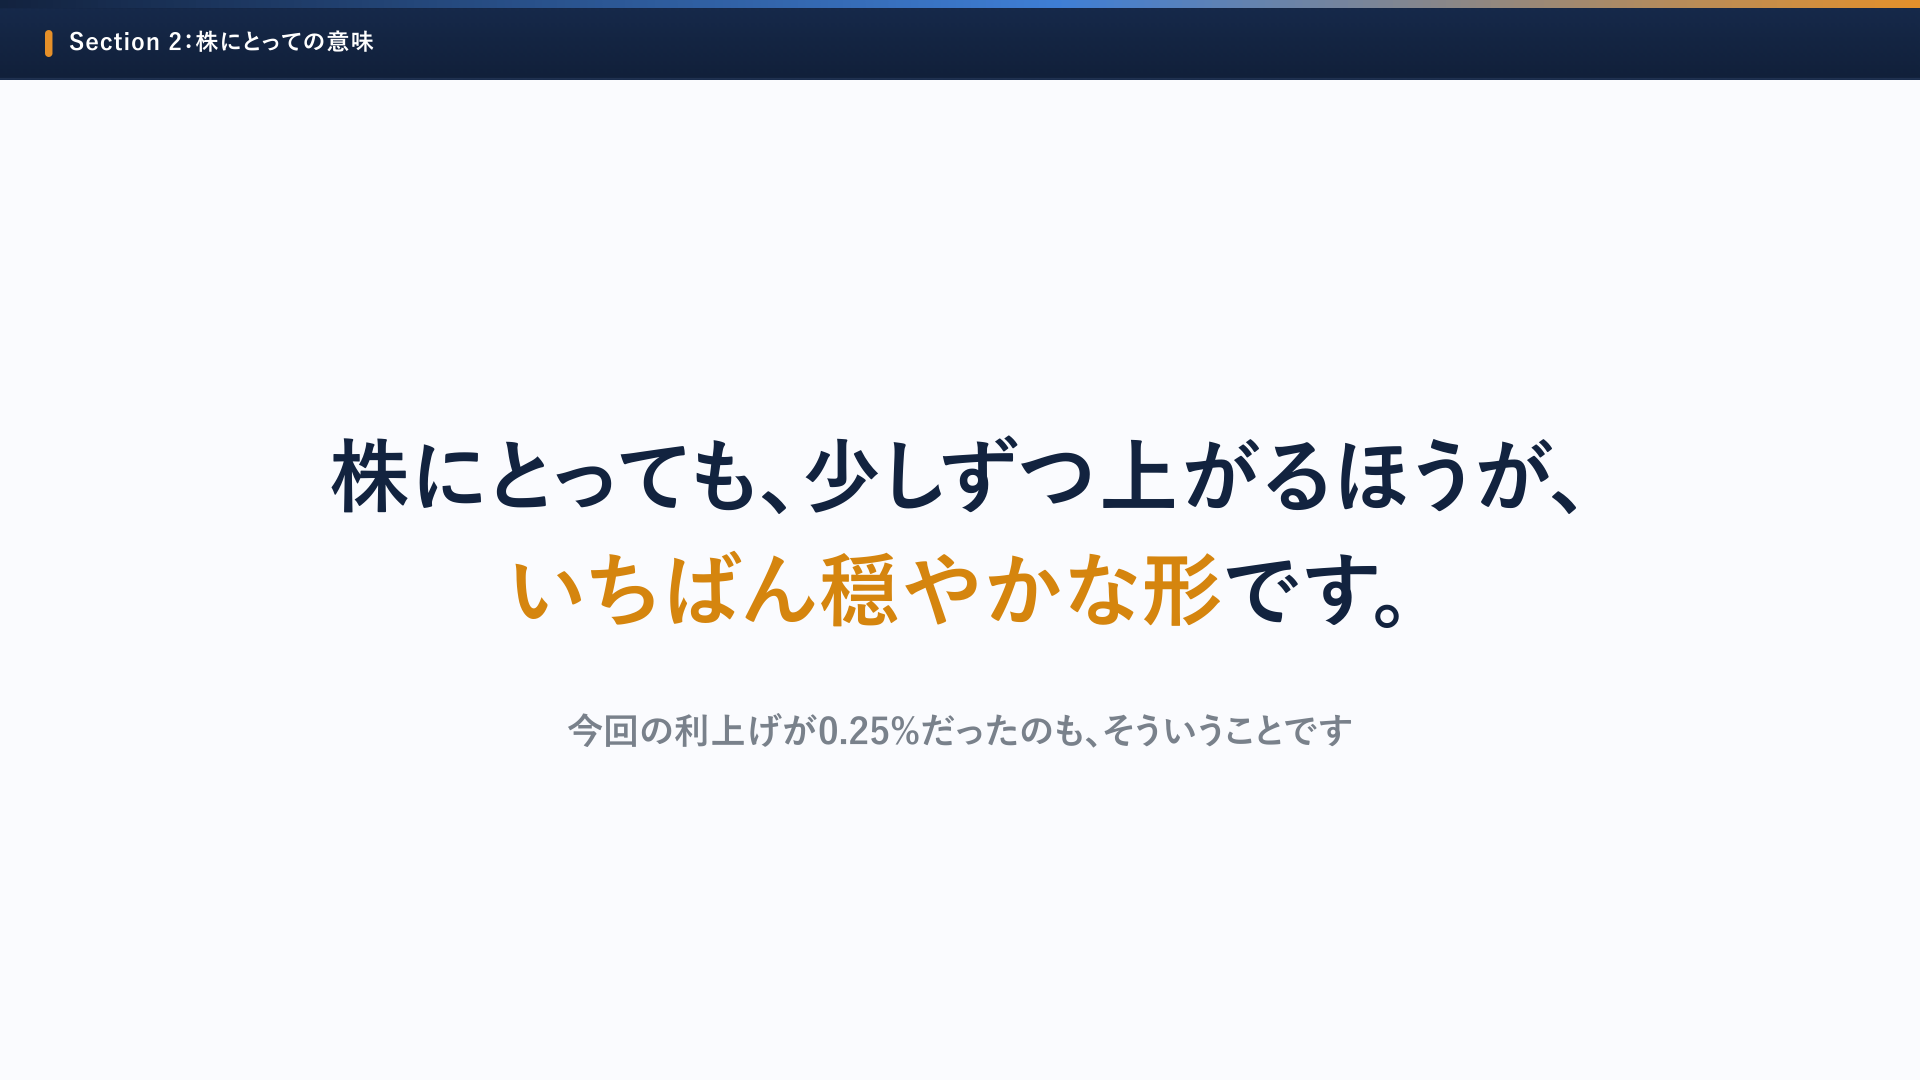 Section 2：株にとっての意味
株にとっても、少しずつ上がるほうが、
いちばん穏やかな形です。
今回の利上げが0.25%だったのも、そういうことです